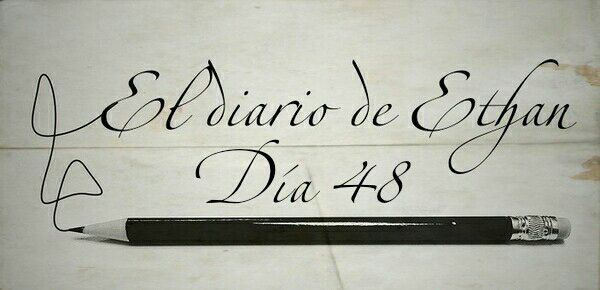 El diario de Ethan
Día 48